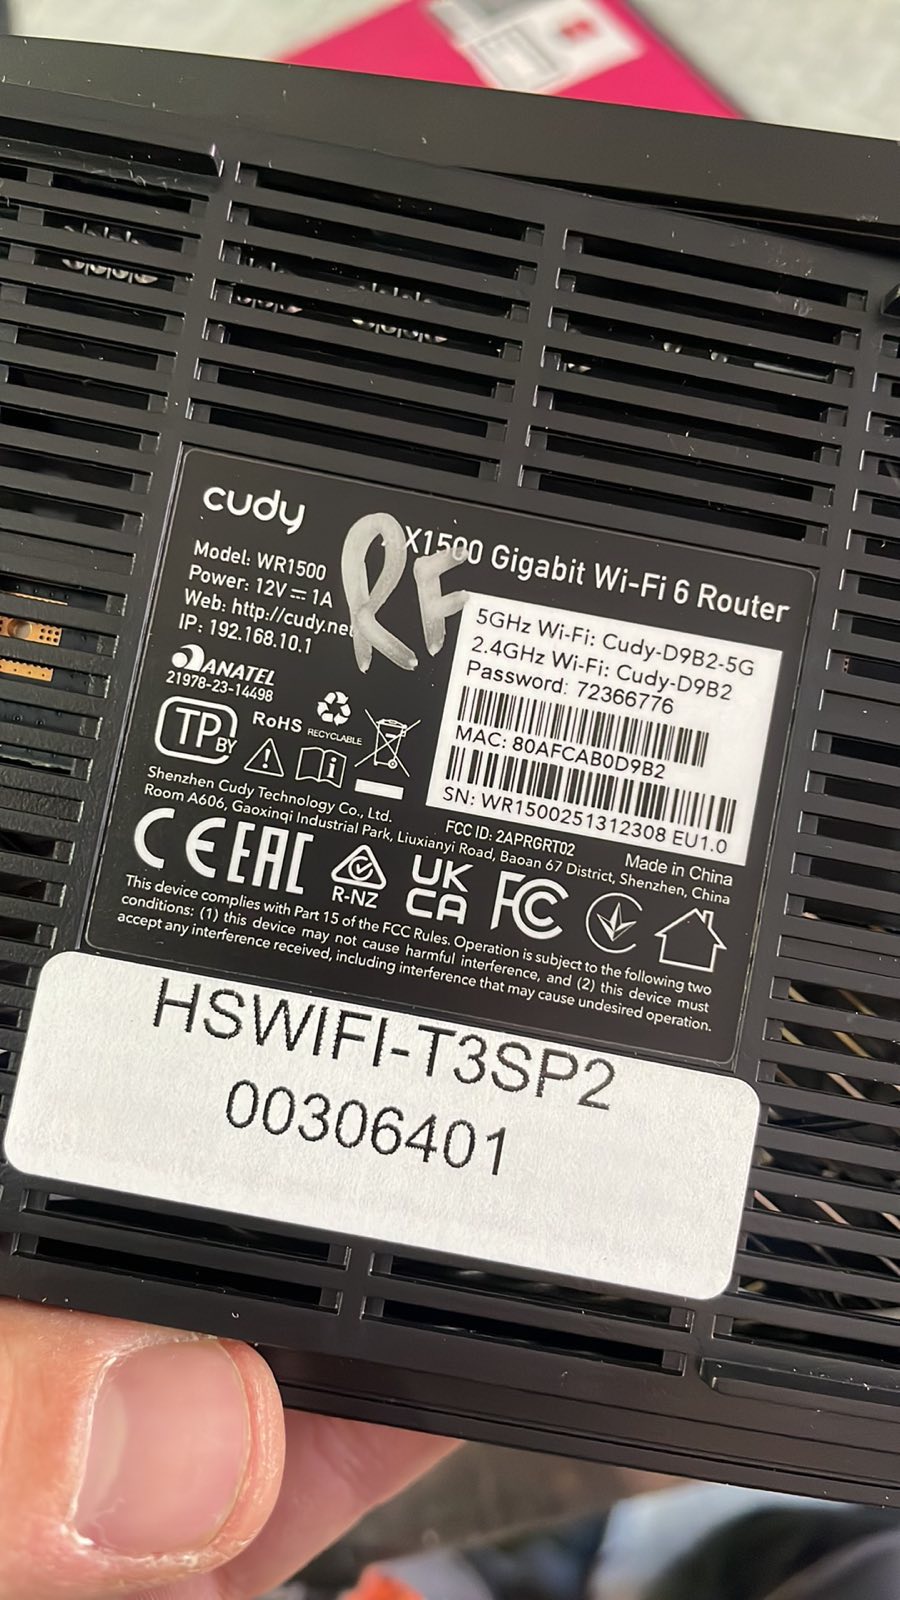 cudy
RF
X1500 Gigabit Wi-Fi 6 Router
Model: WR1500
Power: 12V⎓1A
Web: http://cudy.net
IP: 192.168.10.1
5GHz Wi-Fi: Cudy-D9B2-5G
2.4GHz Wi-Fi: Cudy-D9B2
Password: 72366776
MAC: 80AFCAB0D9B2
SN: WR1500251312308 EU1.0
ANATEL
21978-23-14498
TP BY
RoHS
RECYCLABLE
FCC ID: 2APRGRT02
Made in China
Shenzhen Cudy Technology Co., Ltd.
Room A606, Gaoxinqi Industrial Park, Liuxianyi Road, Baoan 67 District, Shenzhen, China
CE EAC
R-NZ
UK
CA
FC
This device complies with Part 15 of the FCC Rules. Operation is subject to the following two
conditions: (1) this device may not cause harmful interference, and (2) this device must
accept any interference received, including interference that may cause undesired operation.
HSWIFI-T3SP2
00306401